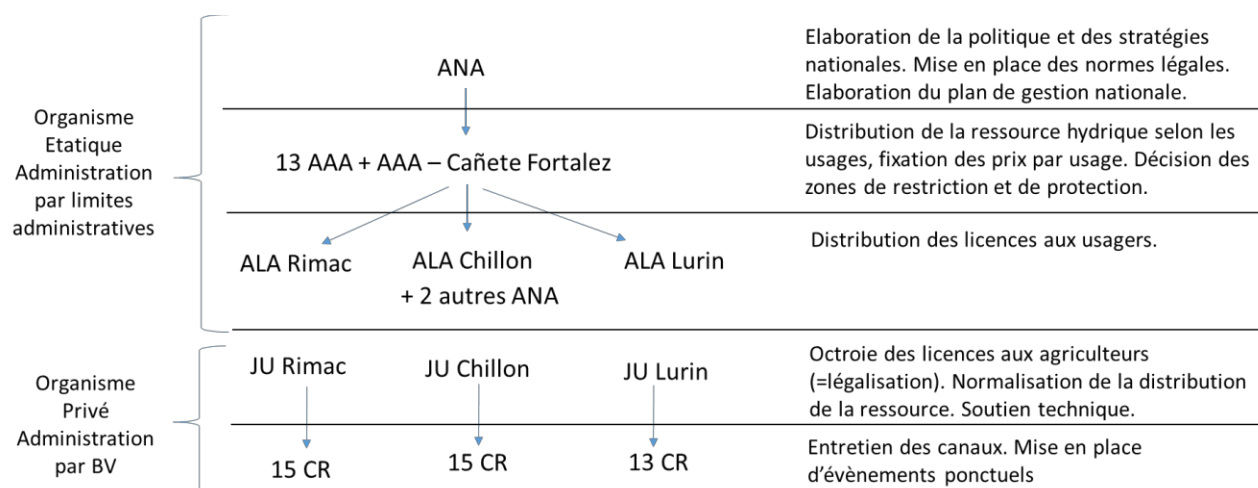 Elaboration de la politique et des stratégies
nationales. Mise en place des normes légales.
Elaboration du plan de gestion nationale.
ANA
Organisme
Etatique
Administration
par limites
administratives
Distribution de la ressource hydrique selon les
usages, fixation des prix par usage. Décision des
zones de restriction et de protection.
13 AAA + AAA – Cañete Fortalez
Distribution des licences aux usagers.
ALA Rimac
ALA Chillon
+ 2 autres ANA
ALA Lurin
Organisme
Privé
Administration
par BV
JU Rimac
JU Chillon
JU Lurin
Octroie des licences aux agriculteurs
(=légalisation). Normalisation de la distribution
de la ressource. Soutien technique.
15 CR
15 CR
13 CR
Entretien des canaux. Mise en place
d’évènements ponctuels